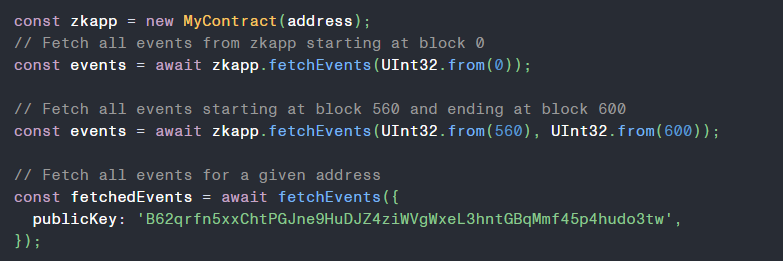 const zkapp = new MyContract(address);
// Fetch all events from zkapp starting at block 0
const events = await zkapp.fetchEvents(UInt32.from(0));
// Fetch all events starting at block 560 and ending at block 600
const events = await zkapp.fetchEvents(UInt32.from(560), UInt32.from(600));
// Fetch all events for a given address
const fetchedEvents = await fetchEvents({
publicKey: 'B62qrfn5xxChtPGJne9HuDJZ4ziWVgWxeL3hntGBqMmf45p4hudo3tw',
});